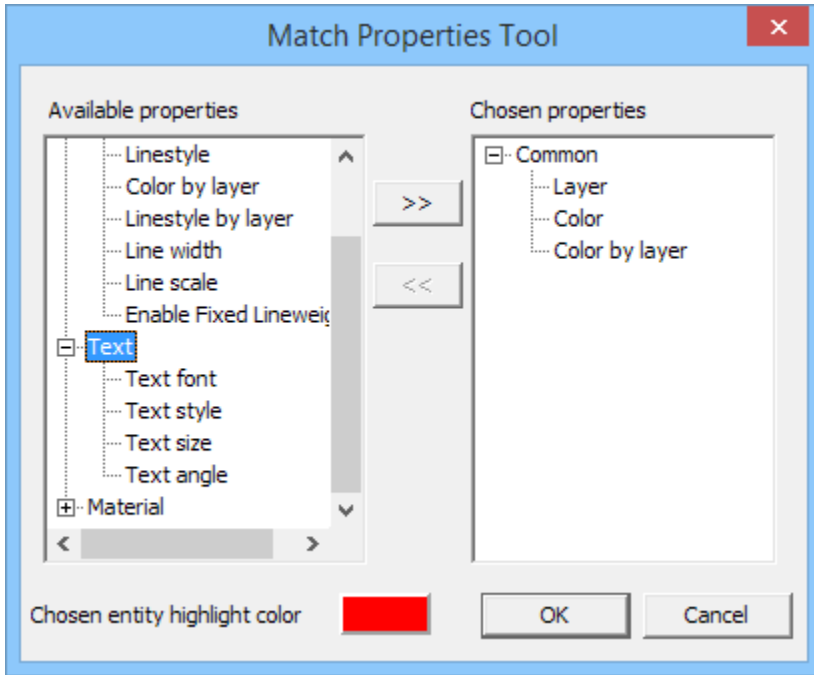 Match Properties Tool
Available properties
Linestyle
Color by layer
Linestyle by layer
Line width
Line scale
Enable Fixed Lineweig
Text
Text font
Text style
Text size
Text angle
Material
>>
<<
Chosen properties
Common
Layer
Color
Color by layer
Chosen entity highlight color
OK
Cancel